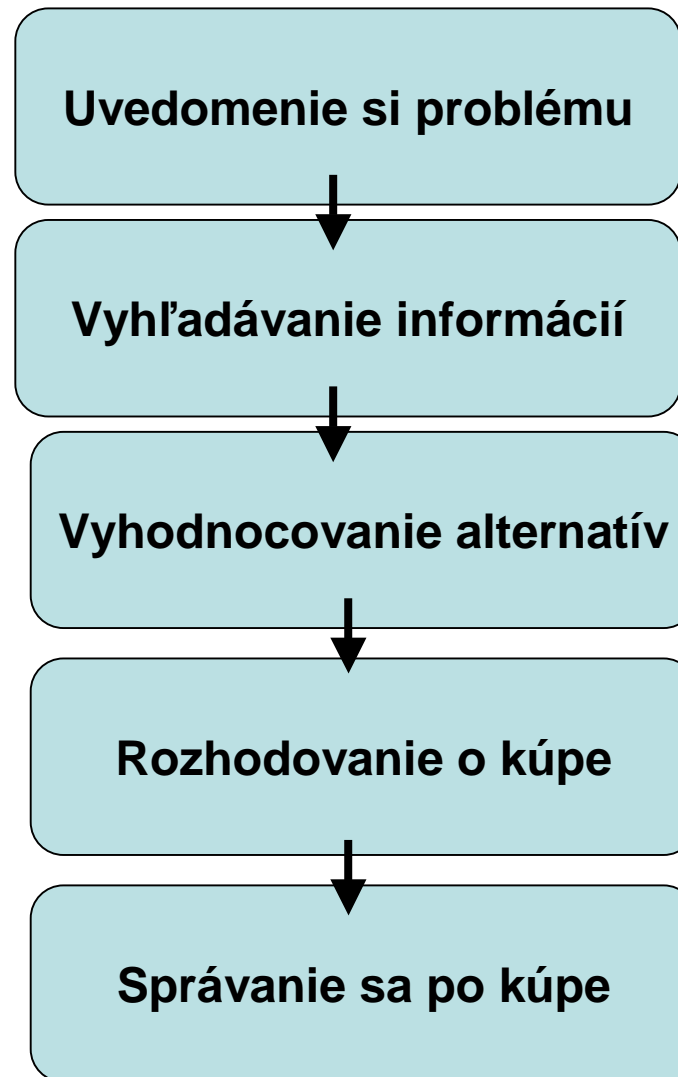 Uvedomenie si problému
Vyhľadávanie informácií
Vyhodnocovanie alternatív
Rozhodovanie o kúpe
Správanie sa po kúpe